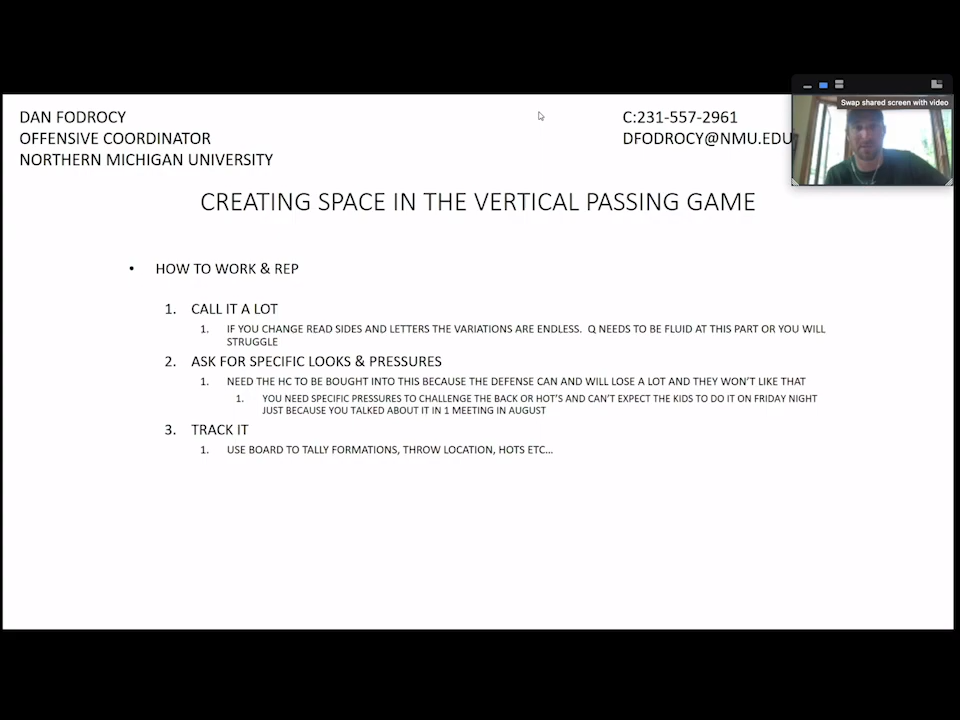 DAN FODROCY
OFFENSIVE COORDINATOR
NORTHERN MICHIGAN UNIVERSITY
C:231-557-2961
DFODROCY@NMU.EDU
Swap shared screen with video
CREATING SPACE IN THE VERTICAL PASSING GAME
• HOW TO WORK & REP
1. CALL IT A LOT
1. IF YOU CHANGE READ SIDES AND LETTERS THE VARIATIONS ARE ENDLESS. Q NEEDS TO BE FLUID AT THIS PART OR YOU WILL
STRUGGLE
2. ASK FOR SPECIFIC LOOKS & PRESSURES
1. NEED THE HC TO BE BOUGHT INTO THIS BECAUSE THE DEFENSE CAN AND WILL LOSE A LOT AND THEY WON'T LIKE THAT
1. YOU NEED SPECIFIC PRESSURES TO CHALLENGE THE BACK OR HOT'S AND CAN'T EXPECT THE KIDS TO DO IT ON FRIDAY NIGHT
JUST BECAUSE YOU TALKED ABOUT IT IN 1 MEETING IN AUGUST
3. TRACK IT
1. USE BOARD TO TALLY FORMATIONS, THROW LOCATION, HOTS ETC…